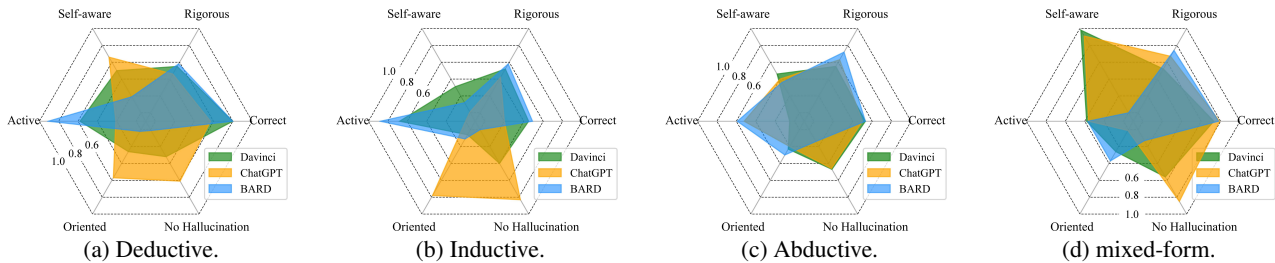 Self-aware Rigorous
Active Correct
0.6
0.8
1.0
Davinci
ChatGPT
BARD
Oriented No Hallucination
(a) Deductive.
Self-aware Rigorous
1.0
0.8
0.6
Active Correct
Davinci
ChatGPT
BARD
Oriented No Hallucination
(b) Inductive.
Self-aware Rigorous
1.0
0.8
0.6
Active Correct
Davinci
ChatGPT
BARD
Oriented No Hallucination
(c) Abductive.
Self-aware Rigorous
Active Correct
Davinci
ChatGPT
BARD
0.6
0.8
1.0
Oriented No Hallucination
(d) mixed-form.